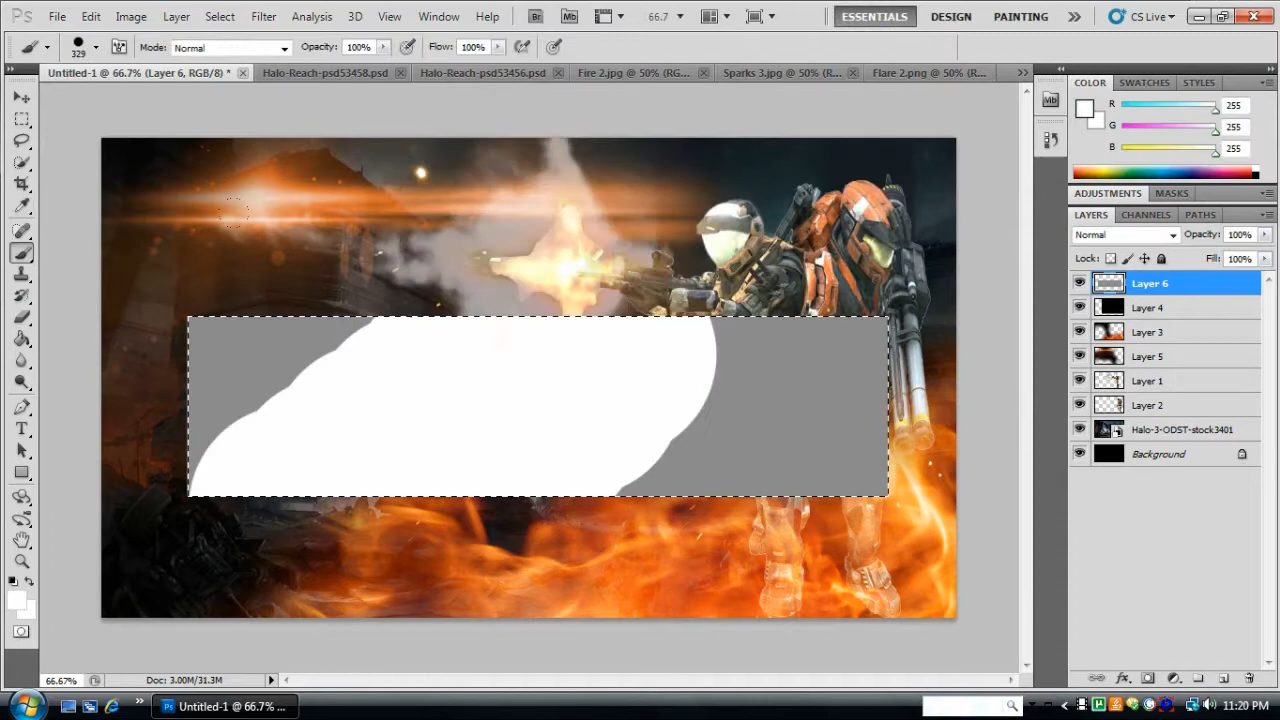 Ps File Edit Image Layer Select Filter Analysis 3D View Window Help Br Mb 66.7 ESSENTIALS DESIGN PAINTING CS Live
329 Mode: Normal Opacity: 100% Flow: 100%
Untitled-1 @ 66.7% (Layer 6, RGB/8) * Halo-Reach-psd53458.psd Halo-Reach-psd53456.psd Fire 2.jpg @ 50% (RG... Sparks 3.jpg @ 50% (R... Flare 2.png @ 50% (R...
COLOR SWATCHES STYLES
Mb
R 255
G 255
B 255
ADJUSTMENTS MASKS
LAYERS CHANNELS PATHS
Normal Opacity: 100%
Lock: Fill: 100%
Layer 6
Layer 4
Layer 3
Layer 5
Layer 1
Layer 2
Halo-3-ODST-stock3401
Background
66.67% Doc: 3.00M/31.3M
Ps Untitled-1 @ 66.7% ... 11:20 PM